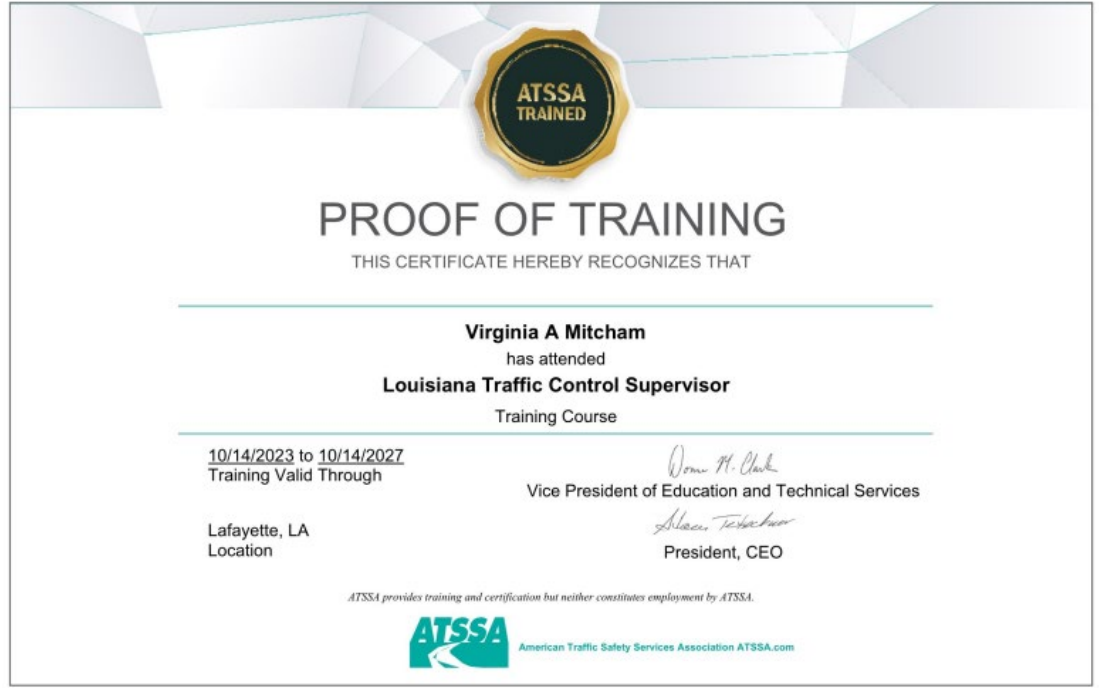 ATSSA
TRAINED
PROOF OF TRAINING
THIS CERTIFICATE HEREBY RECOGNIZES THAT
Virginia A Mitcham
has attended
Louisiana Traffic Control Supervisor
Training Course
10/14/2023 to 10/14/2027
Training Valid Through
Donna M. Clark
Vice President of Education and Technical Services
Lafayette, LA
Location
President, CEO
ATSSA provides training and certification but neither constitutes employment by ATSSA.
ATSSA
American Traffic Safety Services Association ATSSA.com